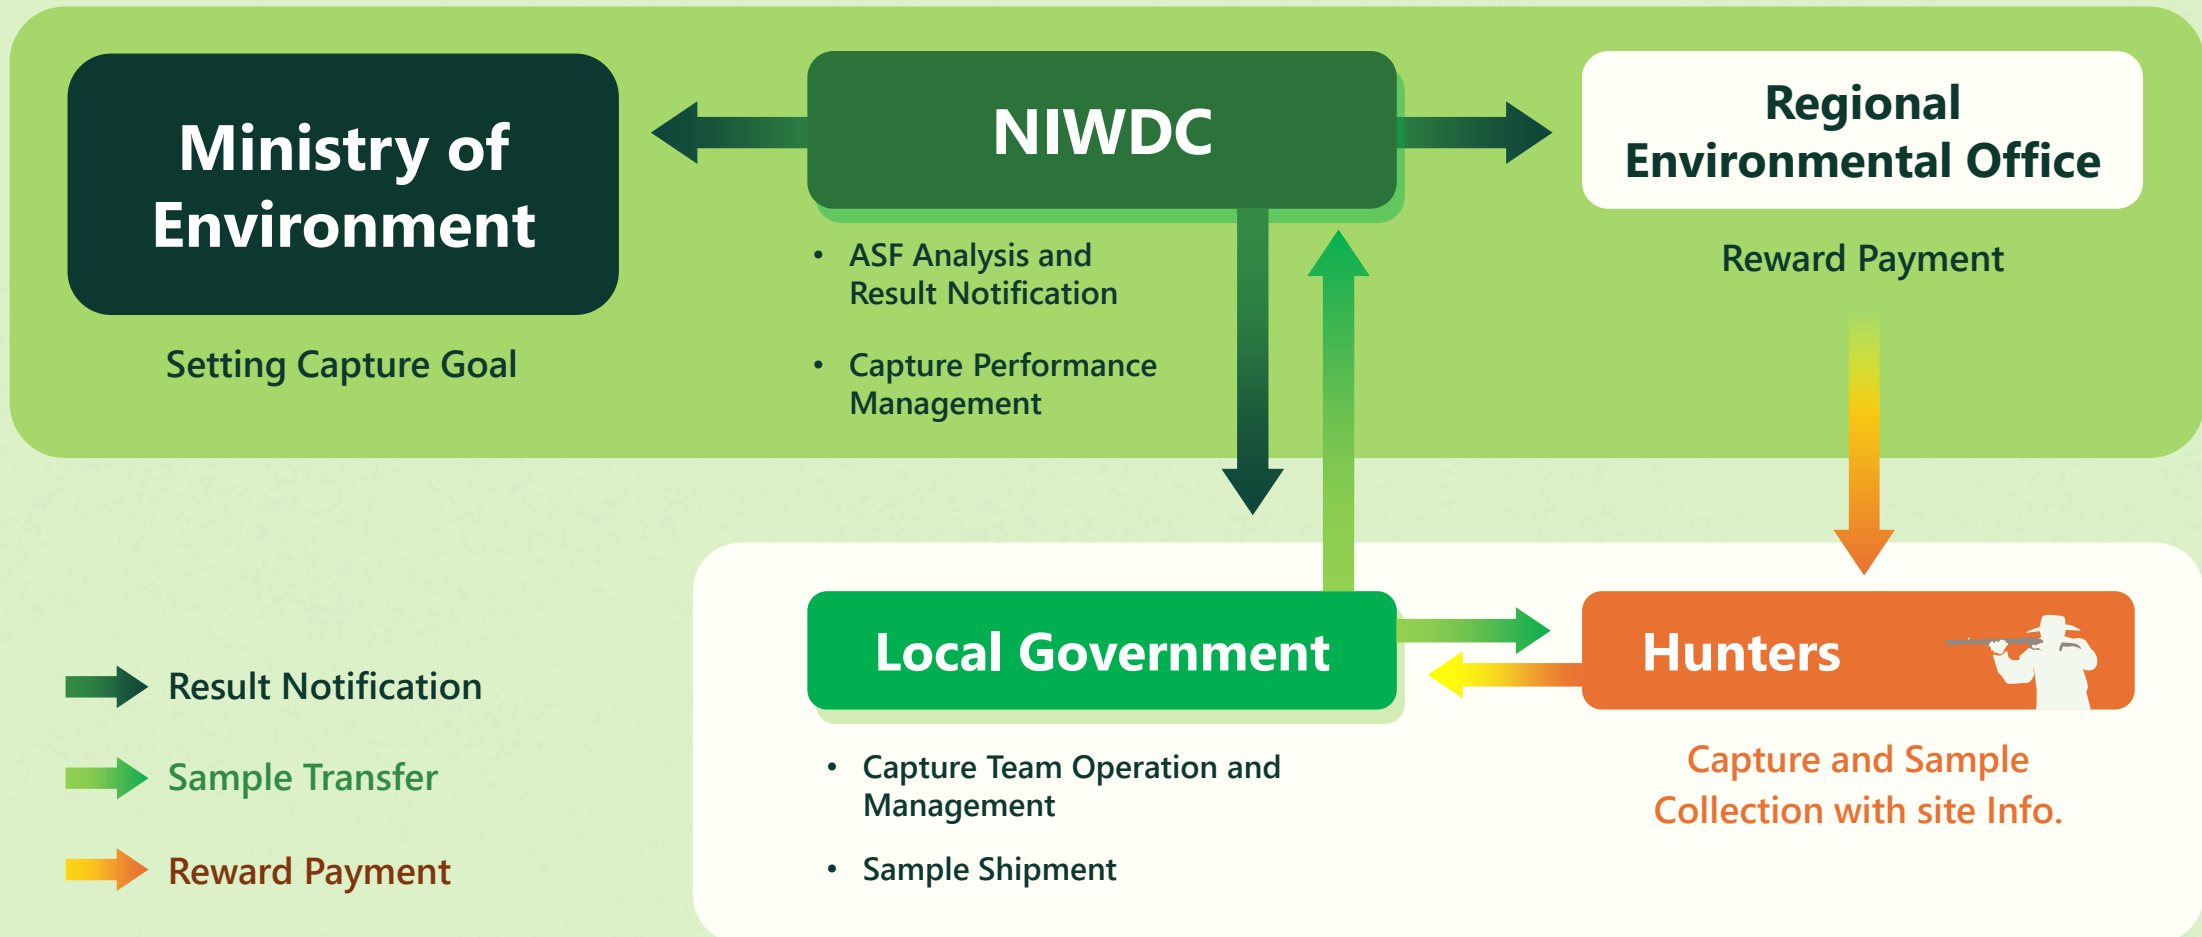 Ministry of
Environment
Setting Capture Goal
NIWDC
• ASF Analysis and
Result Notification
• Capture Performance
Management
Regional
Environmental Office
Reward Payment
Result Notification
Sample Transfer
Reward Payment
Local Government
• Capture Team Operation and
Management
• Sample Shipment
Hunters
Capture and Sample
Collection with site Info.